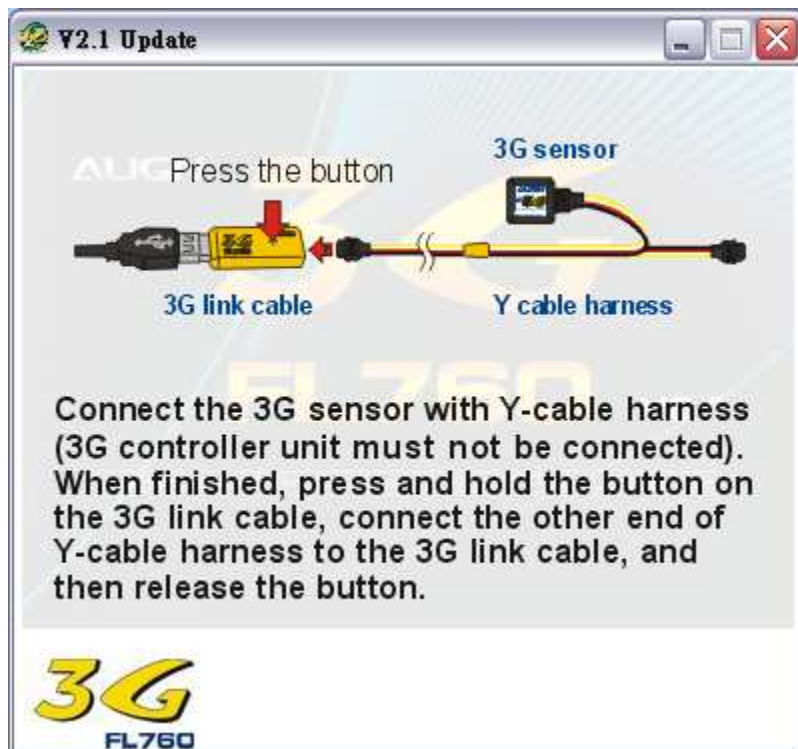 V2.1 Update
3G sensor
Press the button
3G link cable
Y cable harness
FL760
Connect the 3G sensor with Y-cable harness
(3G controller unit must not be connected).
When finished, press and hold the button on
the 3G link cable, connect the other end of
Y-cable harness to the 3G link cable, and
then release the button.
3G
FL760